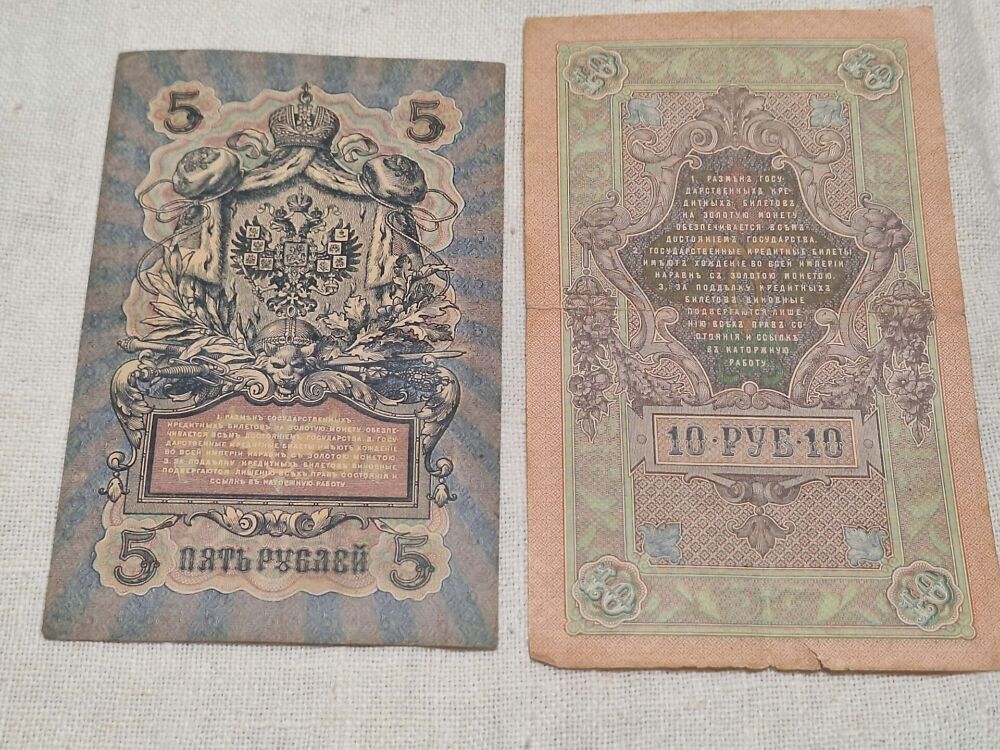 5 5
1. РАЗМѢНЪ ГОСУДАРСТВЕННЫХЪ
КРЕДИТНЫХЪ БИЛЕТОВЪ НА ЗОЛОТУЮ МОНЕТУ ОБЕЗПЕ-
ЧИВАЕТСЯ ВСѢМЪ ДОСТОЯНІЕМЪ ГОСУДАРСТВА. 2. ГОСУ-
ДАРСТВЕННЫЕ КРЕДИТНЫЕ БИЛЕТЫ ИМѢЮТЪ ХОЖДЕНІЕ
ВО ВСЕЙ ИМПЕРІИ НАРАВНѢ СЪ ЗОЛОТОЮ МОНЕТОЮ.
3. ЗА ПОДДѢЛКУ КРЕДИТНЫХЪ БИЛЕТОВЪ ВИНОВНЫЕ
ПОДВЕРГАЮТСЯ ЛИШЕНІЮ ВСѢХЪ ПРАВЪ СОСТОЯНІЯ И
ССЫЛКѢ ВЪ КАТОРЖНУЮ РАБОТУ
5 ПЯТЬ РУБЛЕЙ 5
10 10
1. РАЗМѢНЪ ГОСУ-
ДАРСТВЕННЫХЪ КРЕ-
ДИТНЫХЪ БИЛЕТОВЪ
НА ЗОЛОТУЮ МОНЕТУ
ОБЕЗПЕЧИВАЕТСЯ ВСѢМЪ
ДОСТОЯНІЕМЪ ГОСУДАРСТВА.
2. ГОСУДАРСТВЕННЫЕ КРЕДИТНЫЕ БИЛЕТЫ
ИМѢЮТЪ ХОЖДЕНІЕ ВО ВСЕЙ ИМПЕРІИ
НАРАВНѢ СЪ ЗОЛОТОЮ МОНЕТОЮ.
3. ЗА ПОДДѢЛКУ КРЕДИТНЫХЪ
БИЛЕТОВЪ ВИНОВНЫЕ
ПОДВЕРГАЮТСЯ ЛИШЕ-
НІЮ ВСѢХЪ ПРАВЪ СО-
СТОЯНІЯ И ССЫЛКѢ
ВЪ КАТОРЖНУЮ
РАБОТУ.
10·РУБ·10
10 10